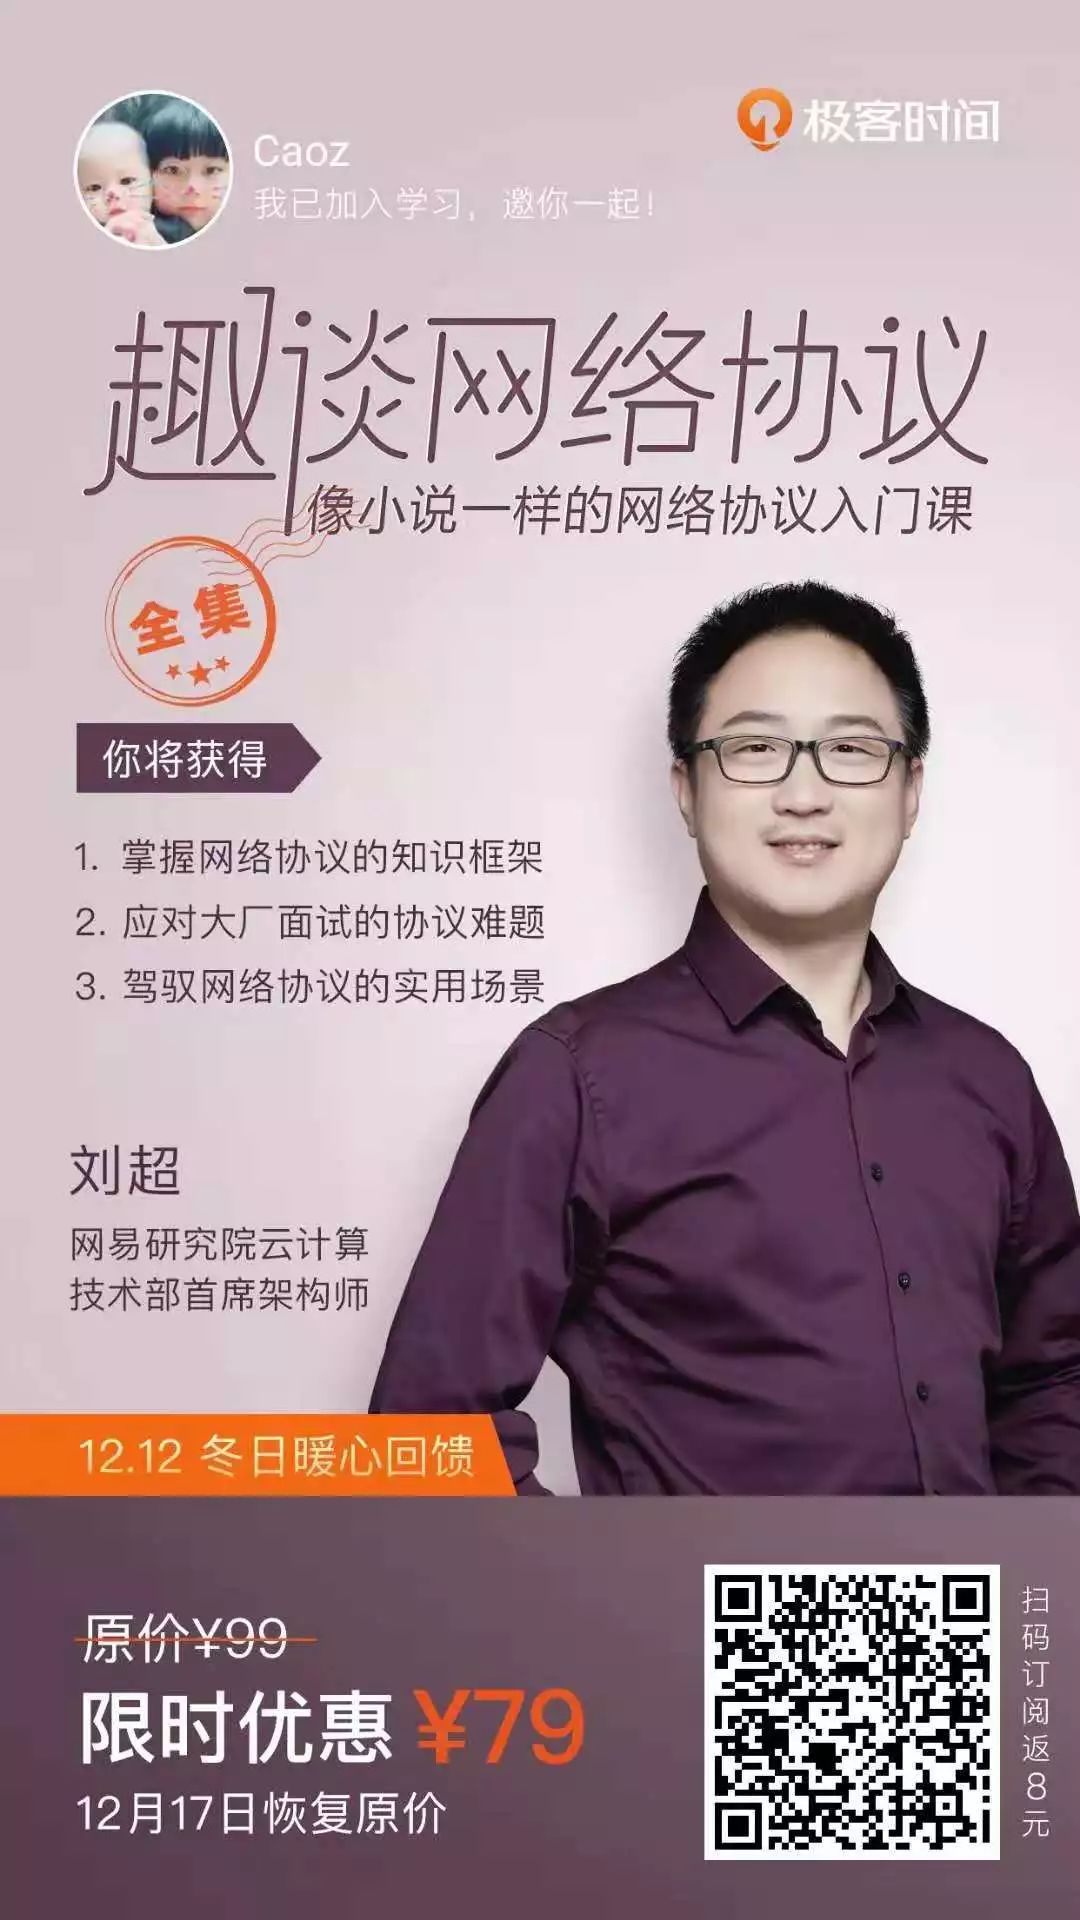 Caoz
我已加入学习，邀你一起！
极客时间
趣谈网络协议
像小说一样的网络协议入门课
全集
你将获得
1. 掌握网络协议的知识框架
2. 应对大厂面试的协议难题
3. 驾驭网络协议的实用场景
刘超
网易研究院云计算
技术部首席架构师
12.12 冬日暖心回馈
原价¥99
限时优惠 ¥79
12月17日恢复原价
扫码订阅返8元